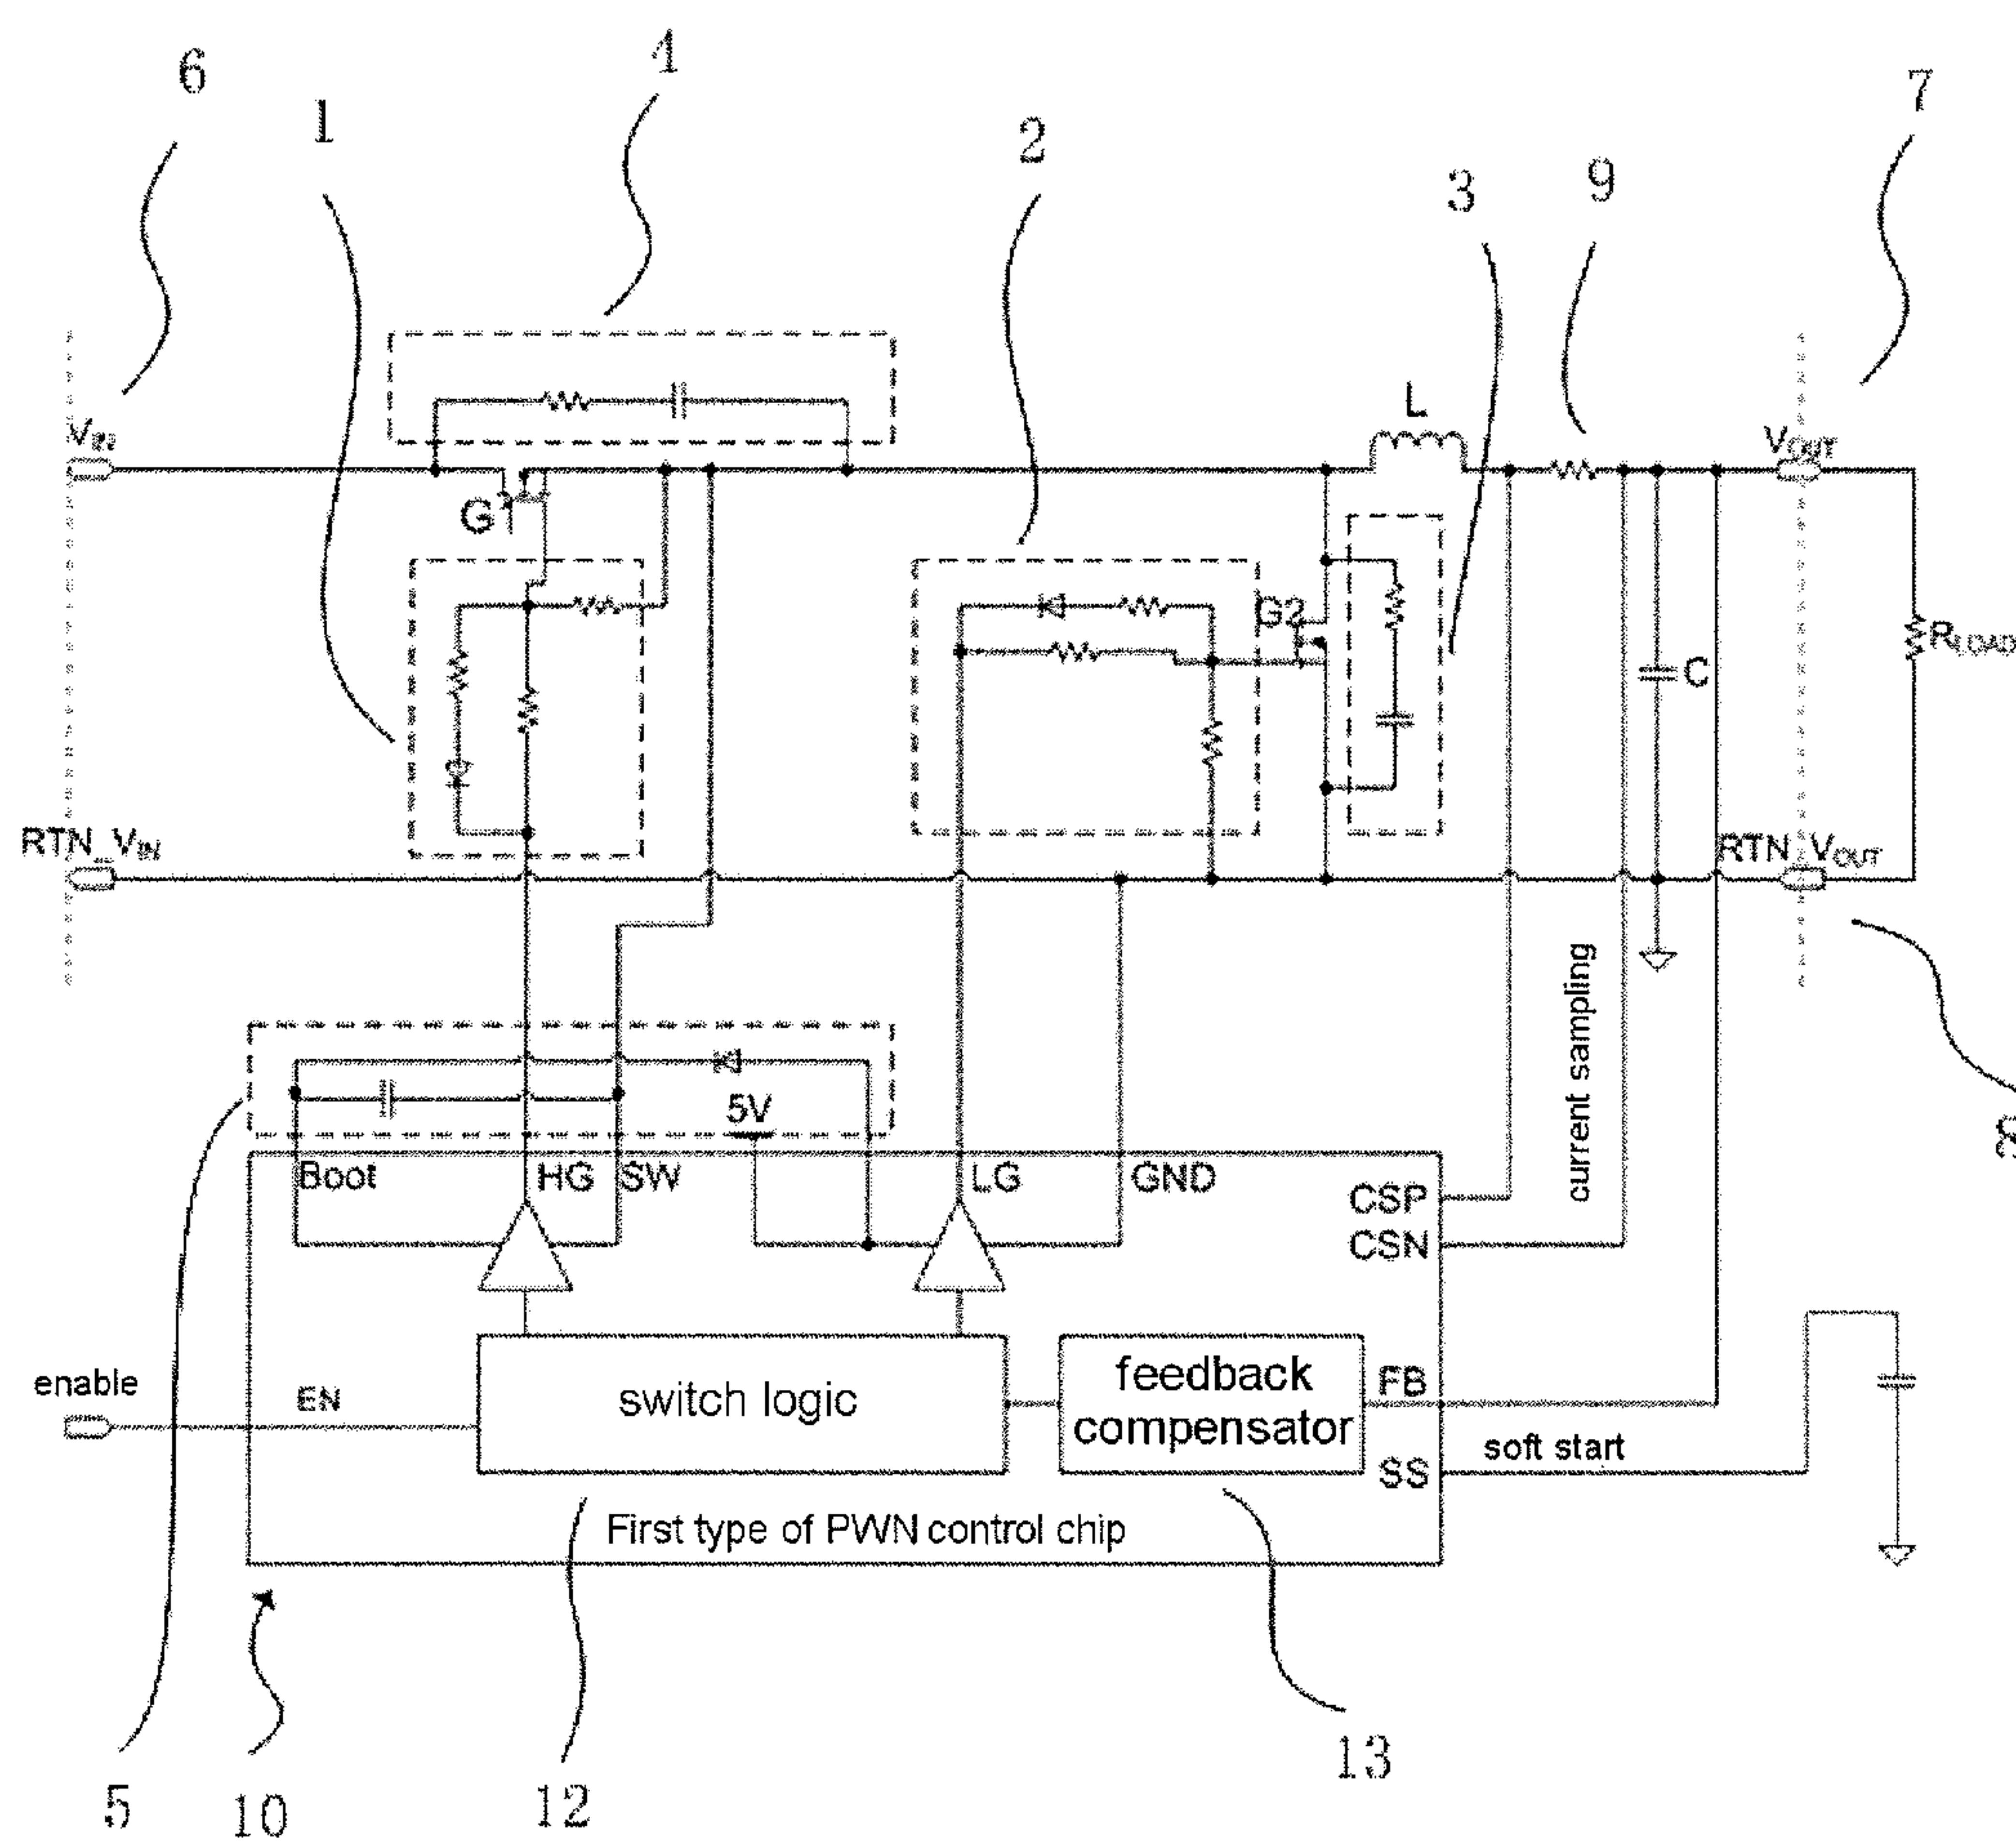 6
1
4
2
3
9
7
V_IN
G1
L
V_OUT
G2
R_LOAD
C
RTN_V_IN
RTN_V_OUT
current sampling
8
5V
Boot
HG
SW
LG
GND
CSP
CSN
enable
EN
switch logic
feedback
compensator
FB
soft start
SS
First type of PWN control chip
5
10
12
13